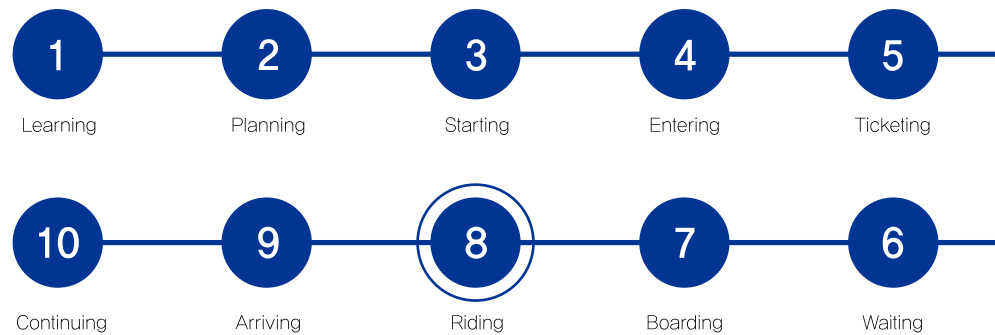 1 2 3 4 5
Learning Planning Starting Entering Ticketing
10 9 8 7 6
Continuing Arriving Riding Boarding Waiting